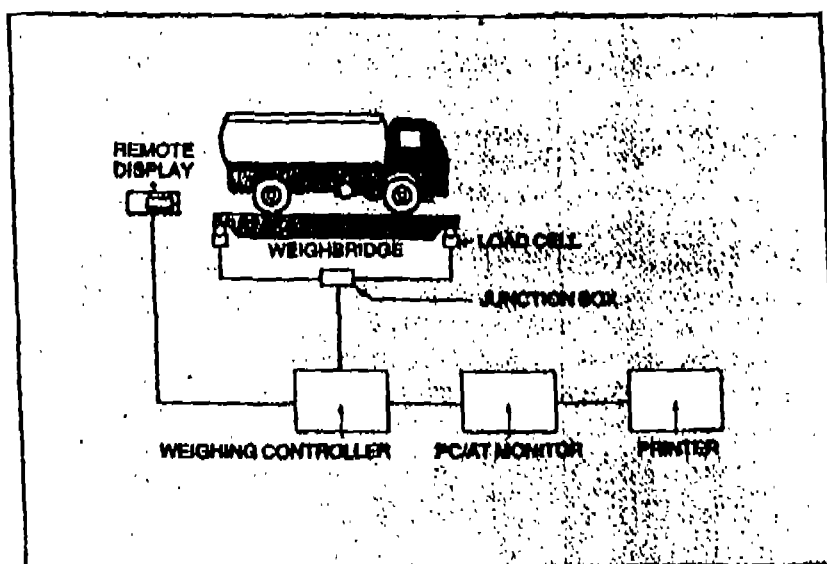 REMOTE
DISPLAY
WEIGHBRIDGE
LOAD CELL
JUNCTION BOX
WEIGHING CONTROLLER
PC/AT MONITOR
PRINTER